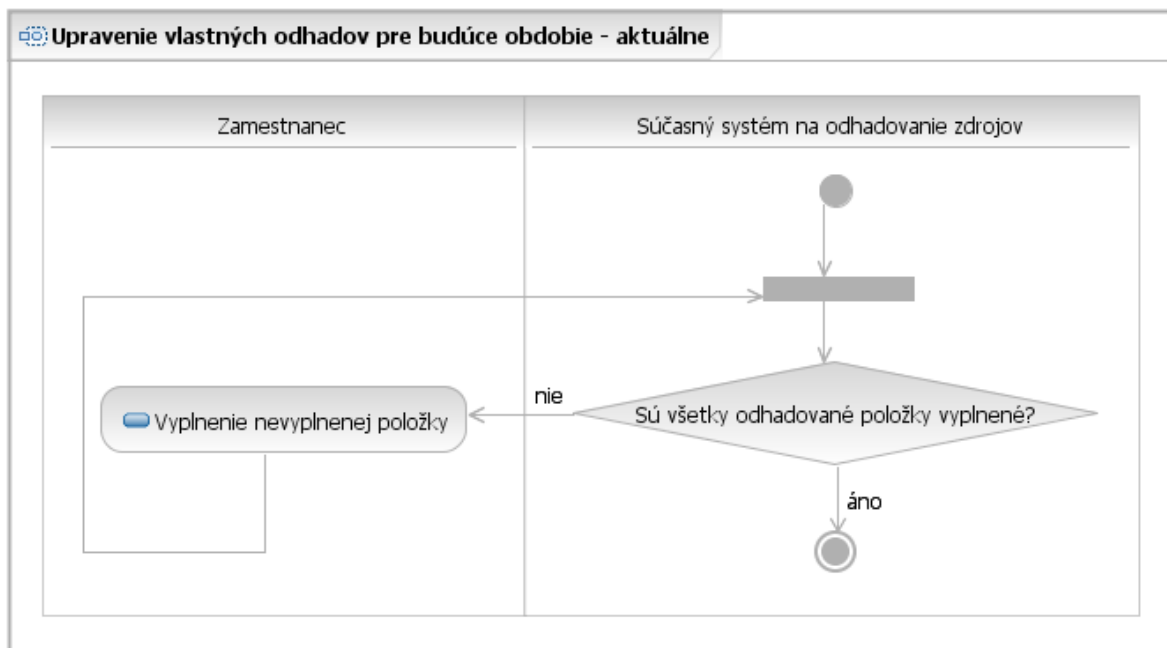 Upravenie vlastných odhadov pre budúce obdobie - aktuálne
Zamestnanec
Súčasný systém na odhadovanie zdrojov
nie
Vyplnenie nevyplnenej položky
Sú všetky odhadované položky vyplnené?
áno